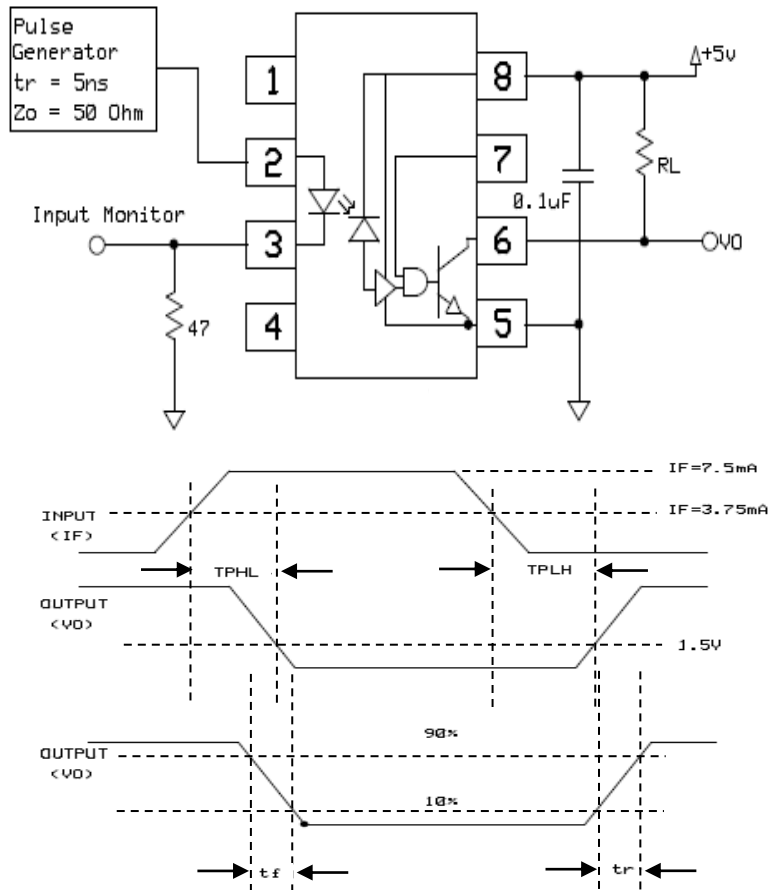 Pulse
Generator
tr = 5ns
Zo = 50 Ohm
+5v
1
8
2
7
RL
0.1uF
Input Monitor
3
6
VO
47
4
5
IF=7.5mA
IF=3.75mA
INPUT
(IF)
TPHL
TPLH
OUTPUT
(VO)
1.5V
90%
OUTPUT
(VO)
10%
tf
tr